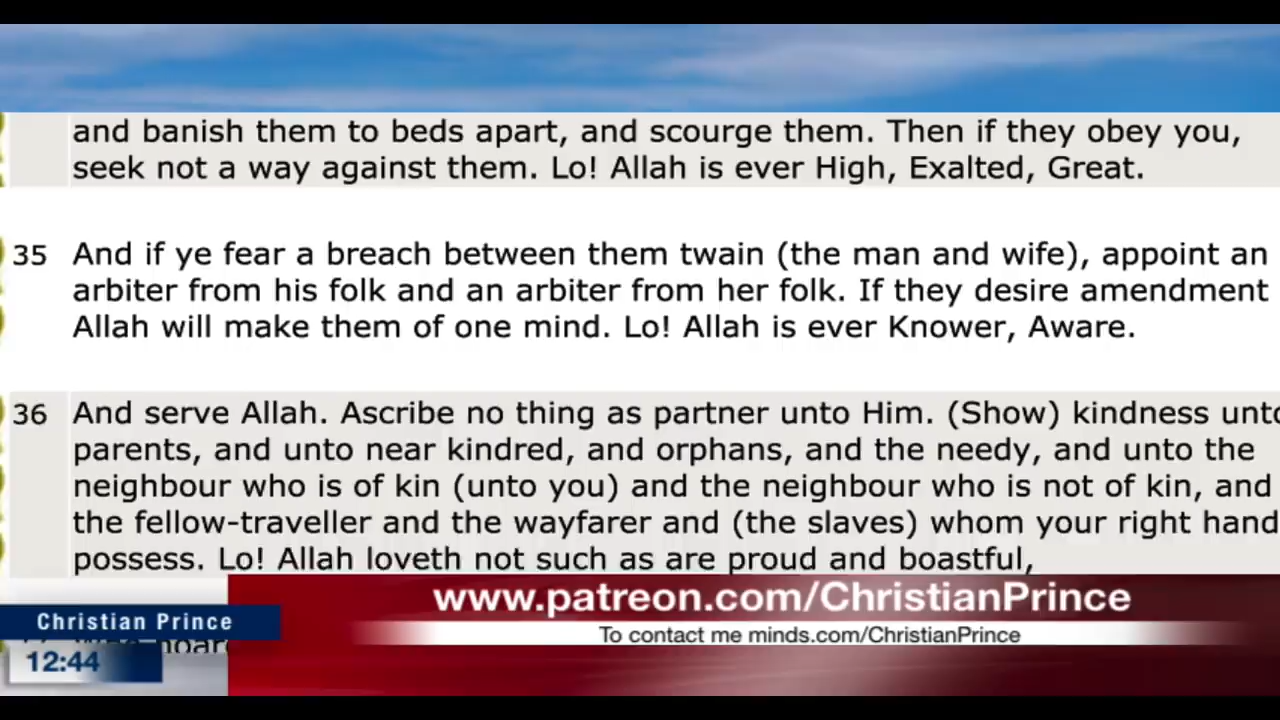 and banish them to beds apart, and scourge them. Then if they obey you,
seek not a way against them. Lo! Allah is ever High, Exalted, Great.
35 And if ye fear a breach between them twain (the man and wife), appoint an
arbiter from his folk and an arbiter from her folk. If they desire amendment
Allah will make them of one mind. Lo! Allah is ever Knower, Aware.
36 And serve Allah. Ascribe no thing as partner unto Him. (Show) kindness unto
parents, and unto near kindred, and orphans, and the needy, and unto the
neighbour who is of kin (unto you) and the neighbour who is not of kin, and
the fellow-traveller and the wayfarer and (the slaves) whom your right hand
possess. Lo! Allah loveth not such as are proud and boastful,
www.patreon.com/ChristianPrince
Christian Prince
To contact me minds.com/ChristianPrince
12:44